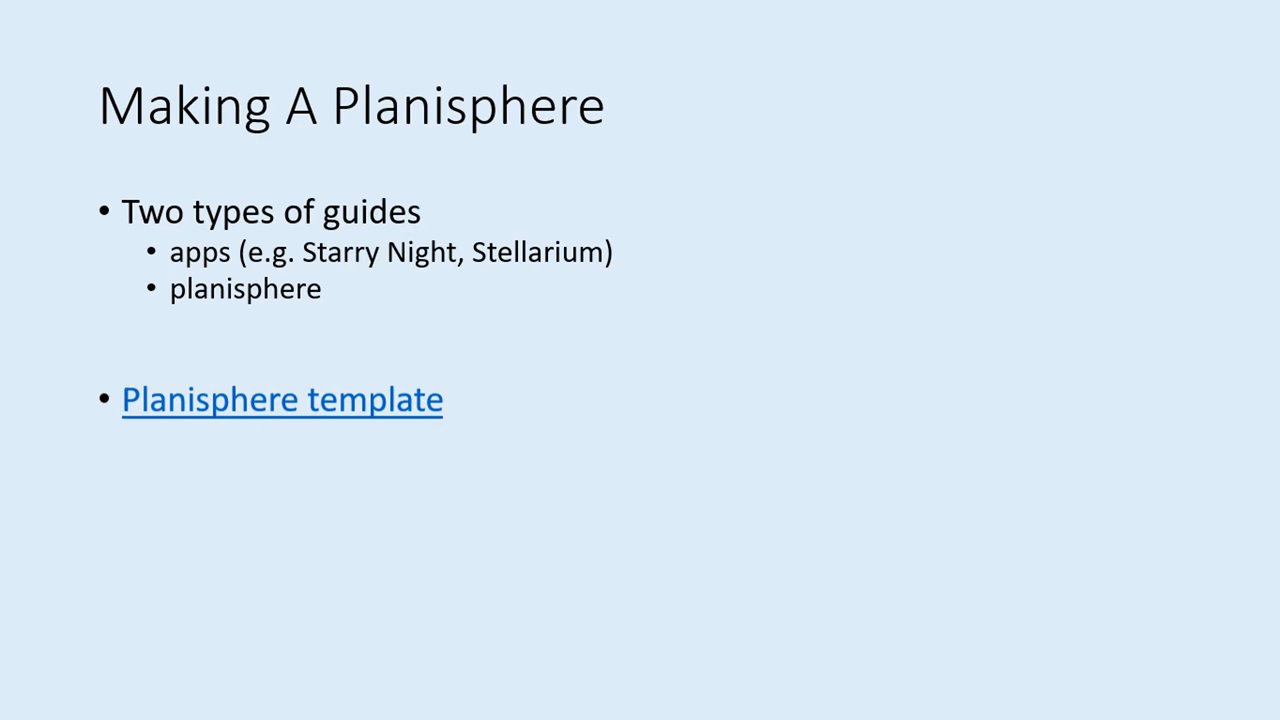 Making A Planisphere
• Two types of guides
• apps (e.g. Starry Night, Stellarium)
• planisphere
• Planisphere template